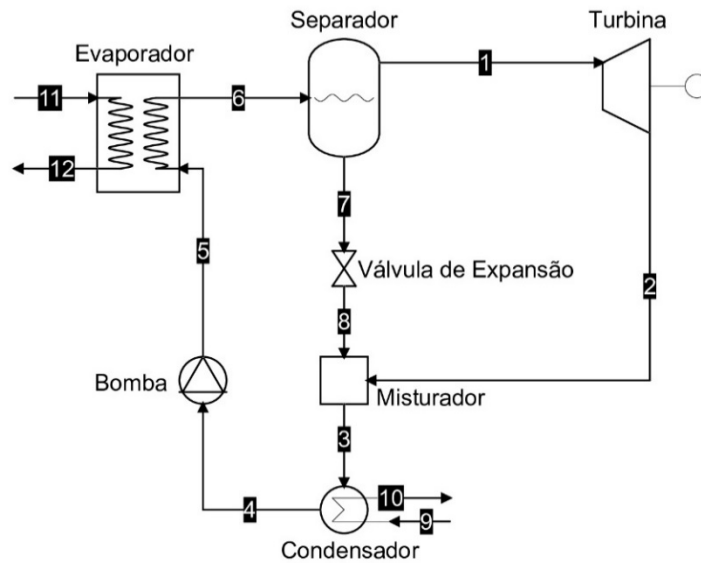 Separador
Turbina
Evaporador
1
11
6
12
7
5
Válvula de Expansão
2
8
Bomba
Misturador
3
10
4
9
Condensador